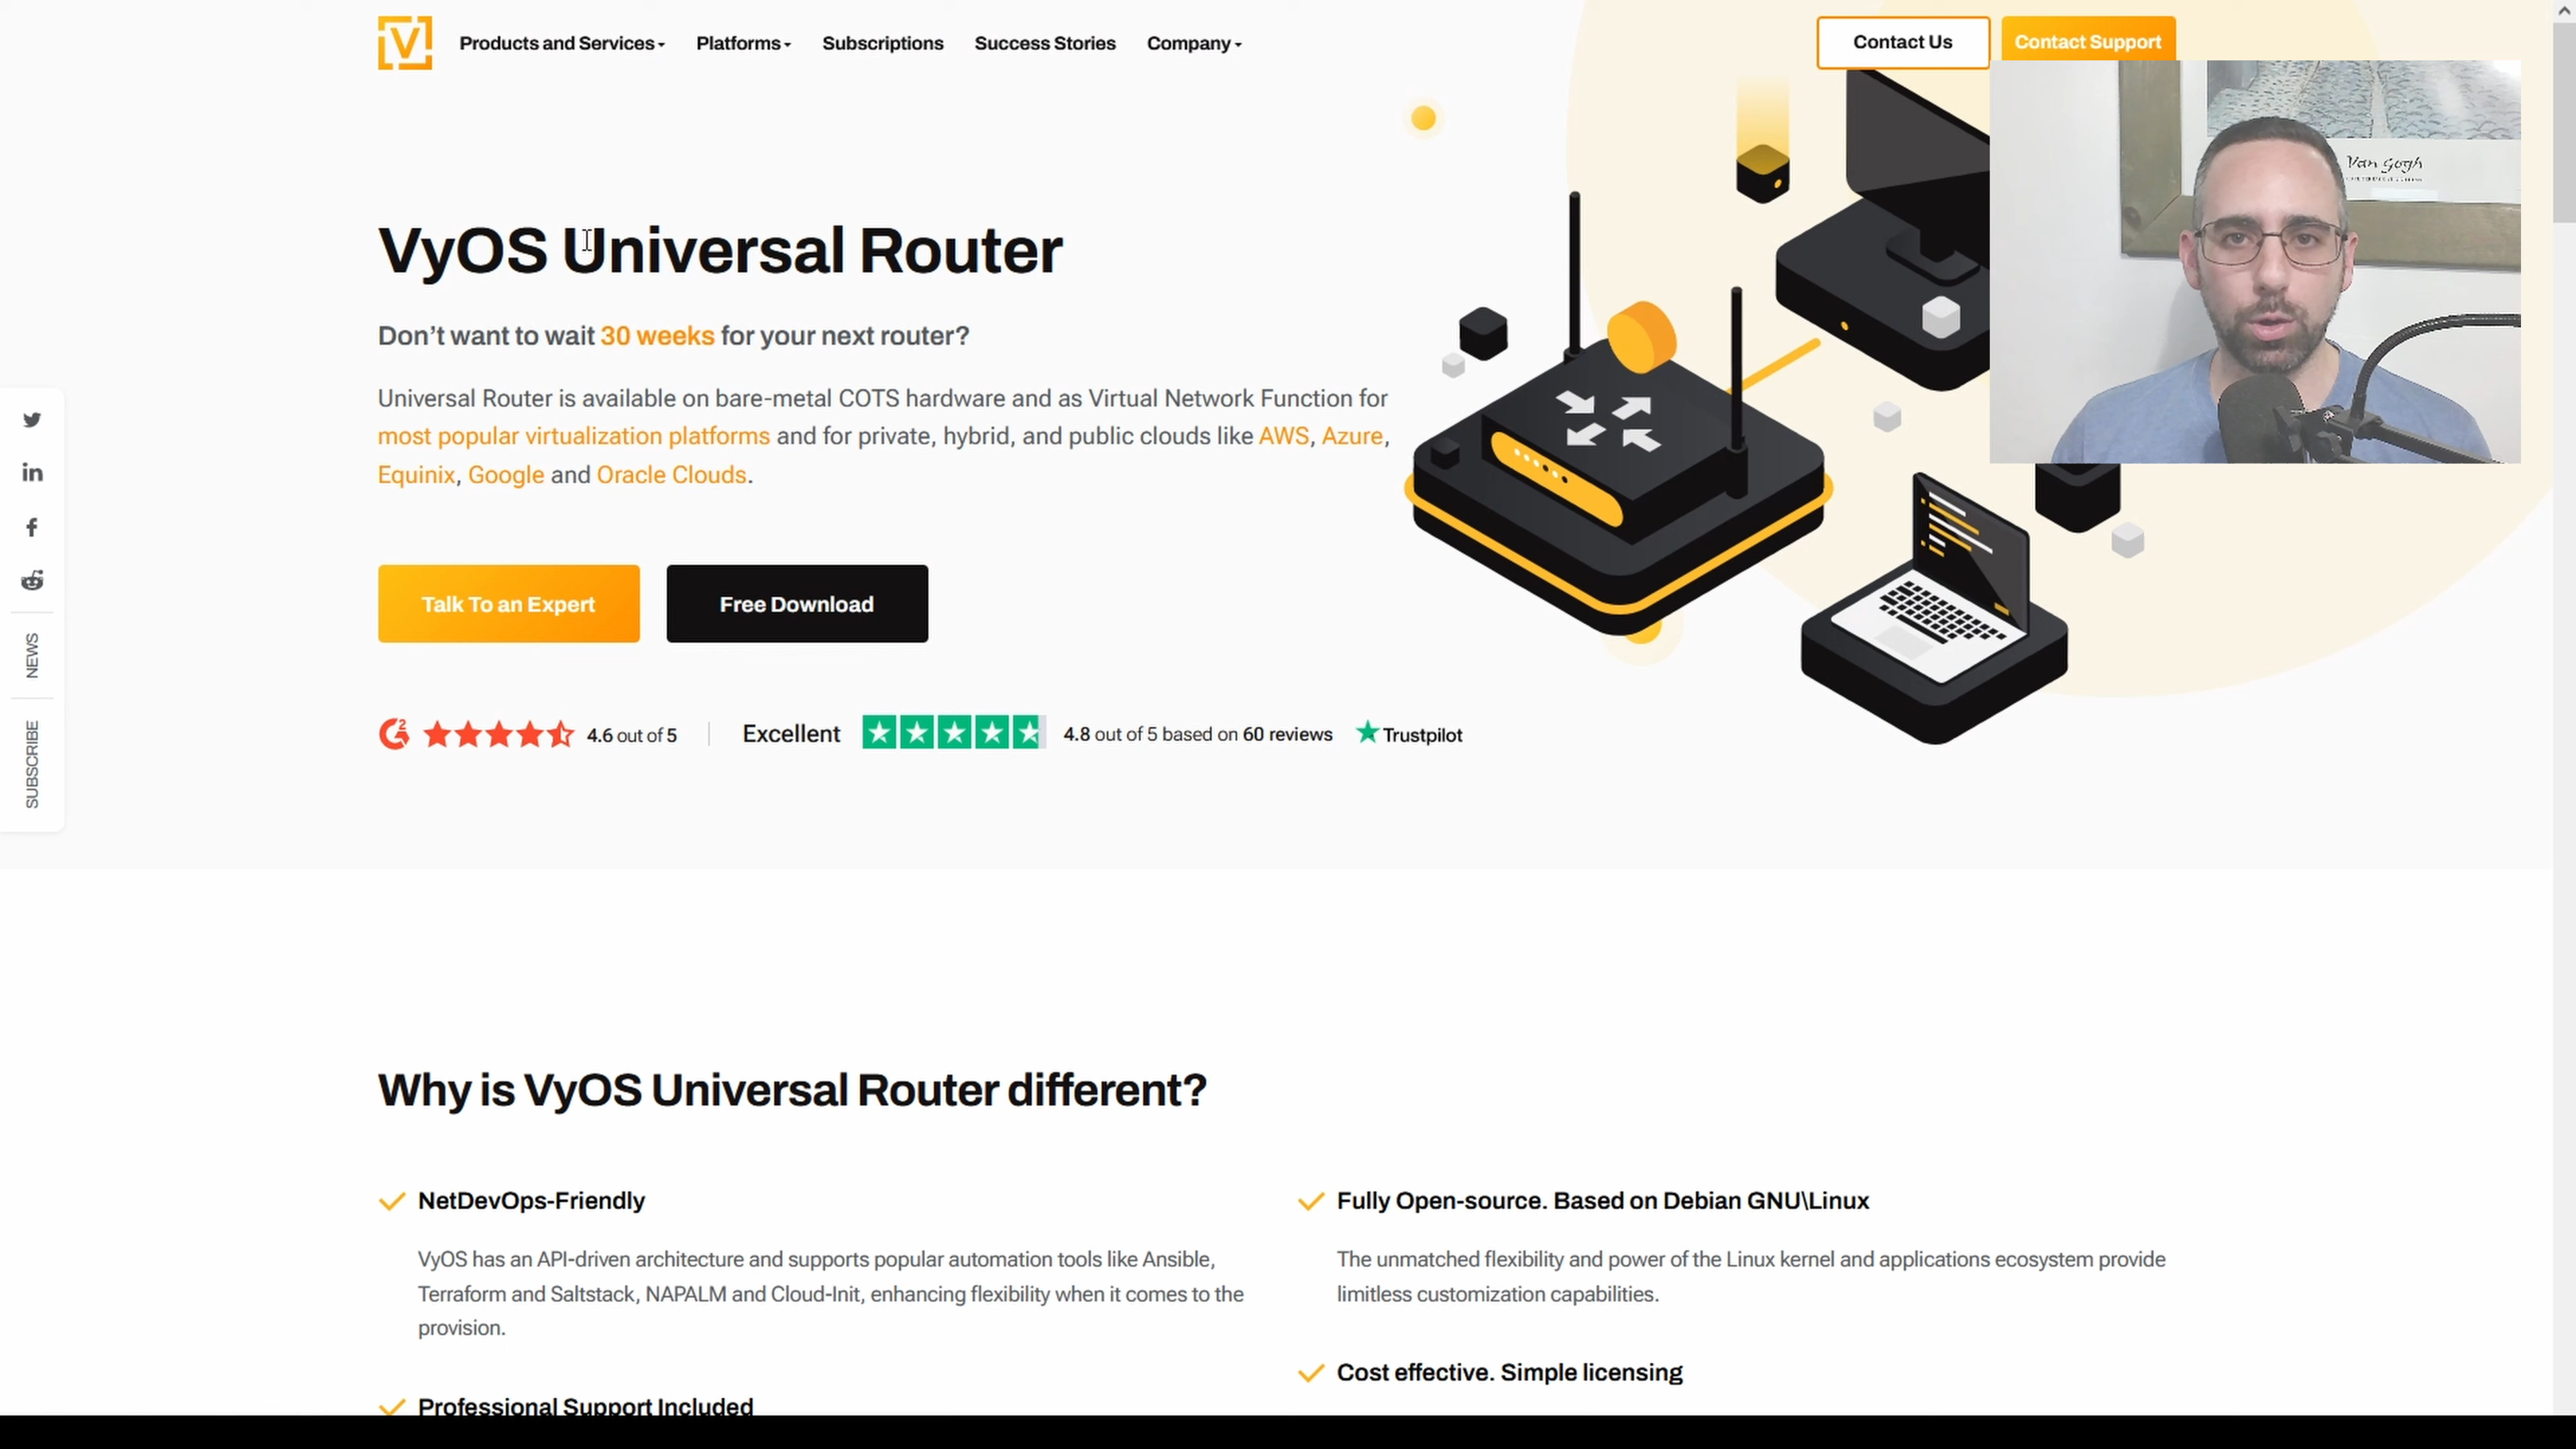 Products and Services
Platforms
Subscriptions
Success Stories
Company
Contact Us
Contact Support
Van Gogh
VyOS Universal Router
Don’t want to wait 30 weeks for your next router?
Universal Router is available on bare-metal COTS hardware and as Virtual Network Function for
most popular virtualization platforms and for private, hybrid, and public clouds like AWS, Azure,
Equinix, Google and Oracle Clouds.
Talk To an Expert
Free Download
NEWS
SUBSCRIBE
4.6 out of 5
Excellent
4.8 out of 5 based on 60 reviews
Trustpilot
Why is VyOS Universal Router different?
NetDevOps-Friendly
VyOS has an API-driven architecture and supports popular automation tools like Ansible,
Terraform and Saltstack, NAPALM and Cloud-Init, enhancing flexibility when it comes to the
provision.
Professional Support Included
Fully Open-source. Based on Debian GNU\Linux
The unmatched flexibility and power of the Linux kernel and applications ecosystem provide
limitless customization capabilities.
Cost effective. Simple licensing